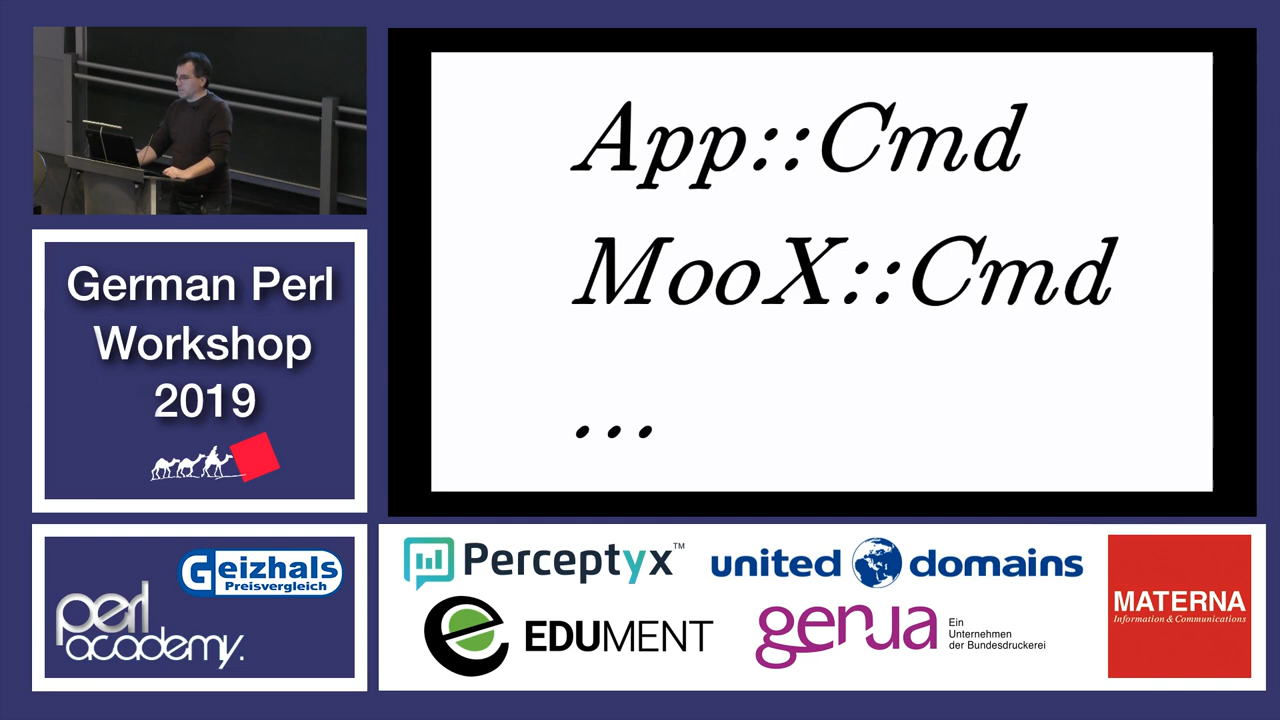 App::Cmd
MooX::Cmd
...
German Perl
Workshop
2019
Geizhals
Preisvergleich
perl
academy.
Perceptyx™
united domains
EDUMENT
genua
Ein
Unternehmen
der Bundesdruckerei
MATERNA
Information & Communications